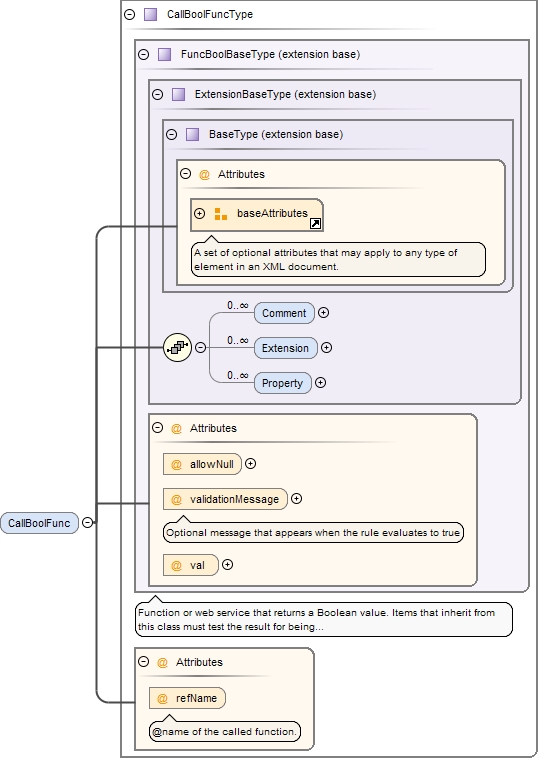 CallBoolFuncType
FuncBoolBaseType (extension base)
ExtensionBaseType (extension base)
BaseType (extension base)
@ Attributes
baseAttributes
A set of optional attributes that may apply to any type of
element in an XML document.
0..∞
Comment
0..∞
Extension
0..∞
Property
@ Attributes
@ allowNull
@ validationMessage
Optional message that appears when the rule evaluates to true
CallBoolFunc
@ val
Function or web service that returns a Boolean value. Items that inherit from
this class must test the result for being...
@ Attributes
@ refName
@name of the called function.